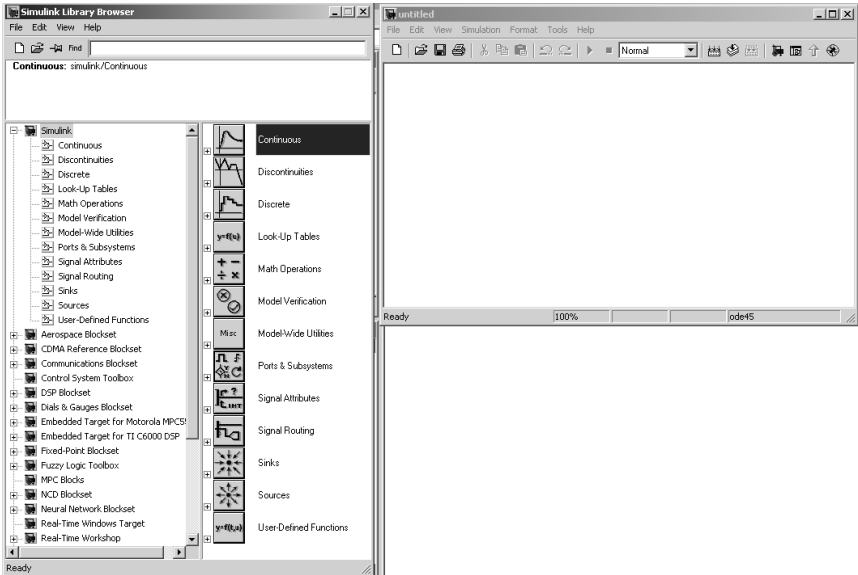 Simulink Library Browser
File Edit View Help
Find
Continuous: simulink/Continuous
Simulink
Continuous
Discontinuities
Discrete
Look-Up Tables
Math Operations
Model Verification
Model-Wide Utilities
Ports & Subsystems
Signal Attributes
Signal Routing
Sinks
Sources
User-Defined Functions
Aerospace Blockset
CDMA Reference Blockset
Communications Blockset
Control System Toolbox
DSP Blockset
Dials & Gauges Blockset
Embedded Target for Motorola MPC5
Embedded Target for TI C6000 DSP
Fixed-Point Blockset
Fuzzy Logic Toolbox
MPC Blocks
NCD Blockset
Neural Network Blockset
Real-Time Windows Target
Real-Time Workshop
Continuous
Discontinuities
Discrete
y=f(u) Look-Up Tables
+ - ÷ × Math Operations
Model Verification
Misc Model-Wide Utilities
Ports & Subsystems
Signal Attributes
Signal Routing
Sinks
Sources
y=f(t,u) User-Defined Functions
Ready
untitled
File Edit View Simulation Format Tools Help
Normal
Ready 100% ode45